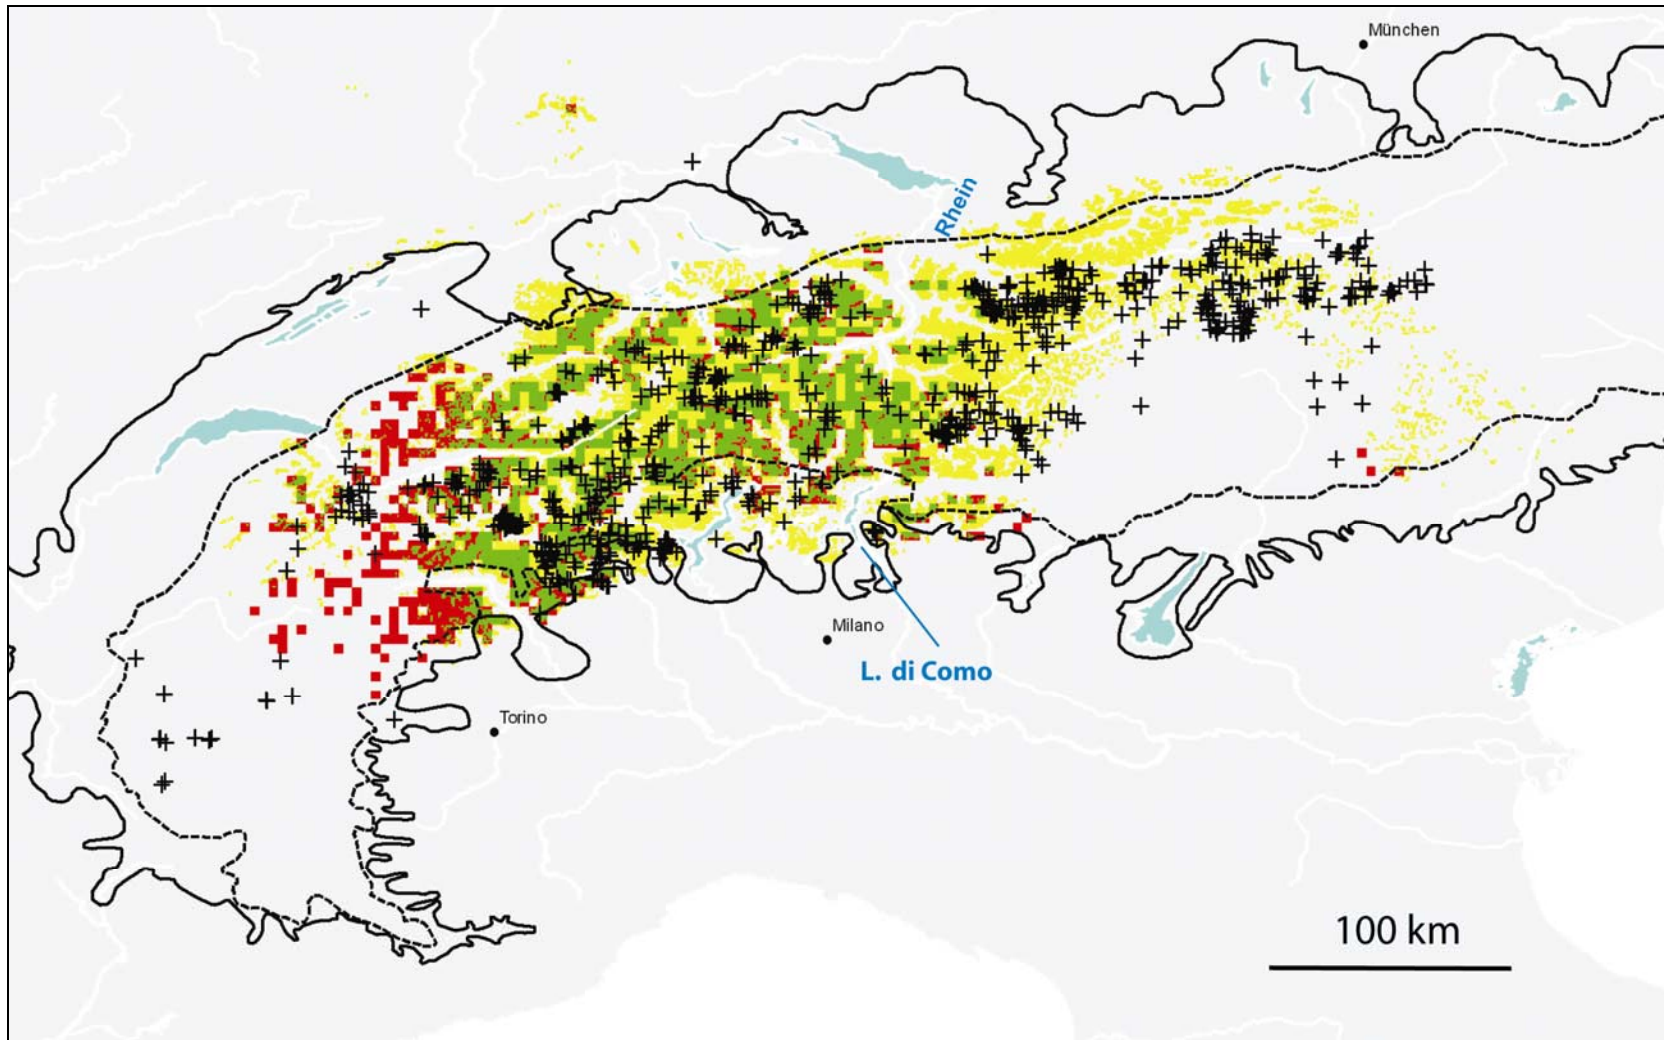 München
Rhein
Milano
L. di Como
Torino
100 km